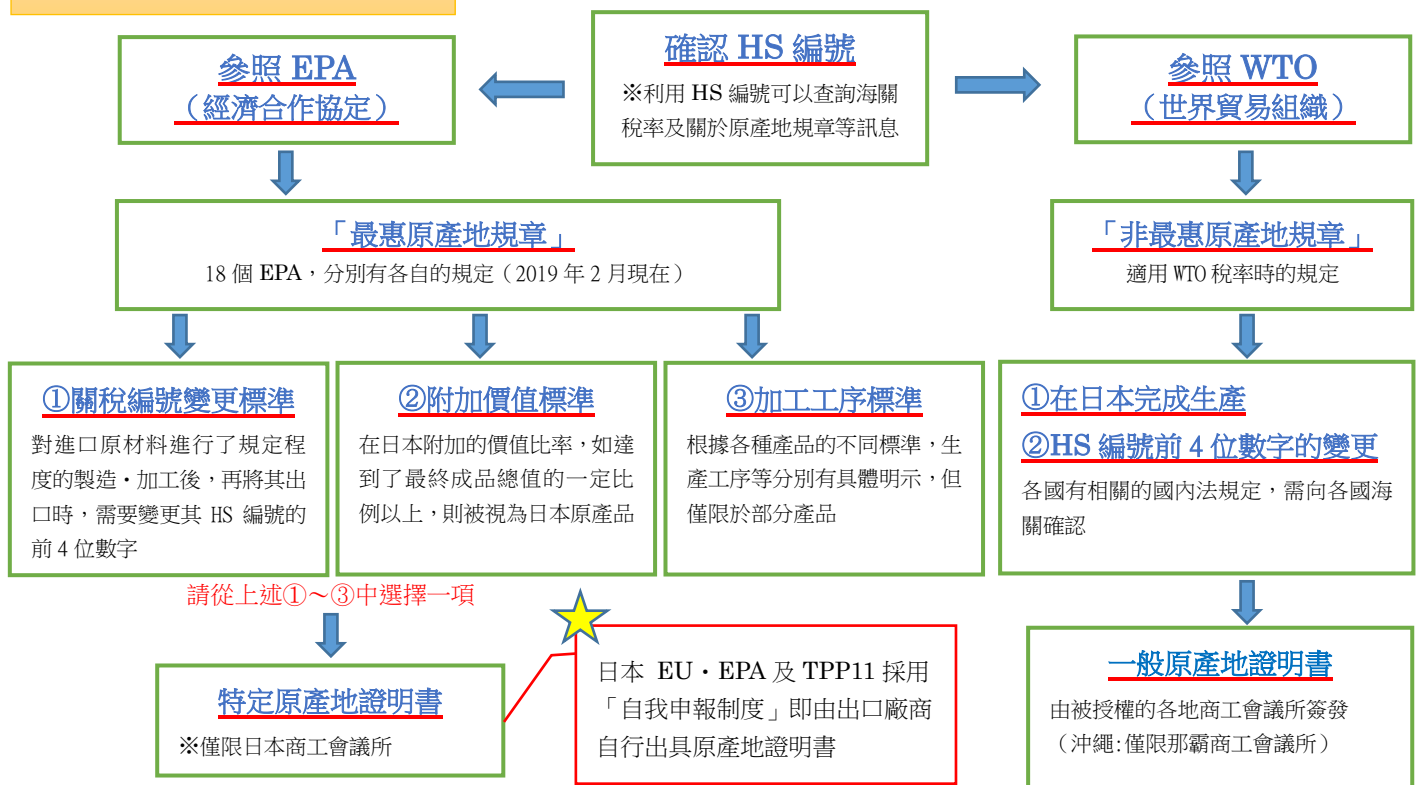 確認 HS 編號
※利用 HS 編號可以查詢海關
稅率及關於原產地規章等訊息
參照 EPA
(經濟合作協定)
參照 WTO
(世界貿易組織)
「最惠原產地規章」
18 個 EPA,分別有各自的規定(2019 年 2 月現在)
「非最惠原產地規章」
適用 WTO 稅率時的規定
①關稅編號變更標準
對進口原材料進行了規定程
度的製造・加工後,再將其出
口時,需要變更其 HS 編號的
前 4 位數字
②附加價值標準
在日本附加的價值比率,如達
到了最終成品總值的一定比
例以上,則被視為日本原產品
③加工工序標準
根據各種產品的不同標準,生
產工序等分別有具體明示,但
僅限於部分產品
①在日本完成生產
②HS 編號前 4 位數字的變更
各國有相關的國內法規定,需向各國海
關確認
請從上述①~③中選擇一項
特定原產地證明書
※僅限日本商工會議所
日本 EU・EPA 及 TPP11 採用
「自我申報制度」即由出口廠商
自行出具原產地證明書
一般原產地證明書
由被授權的各地商工會議所簽發
(沖繩:僅限那霸商工會議所)